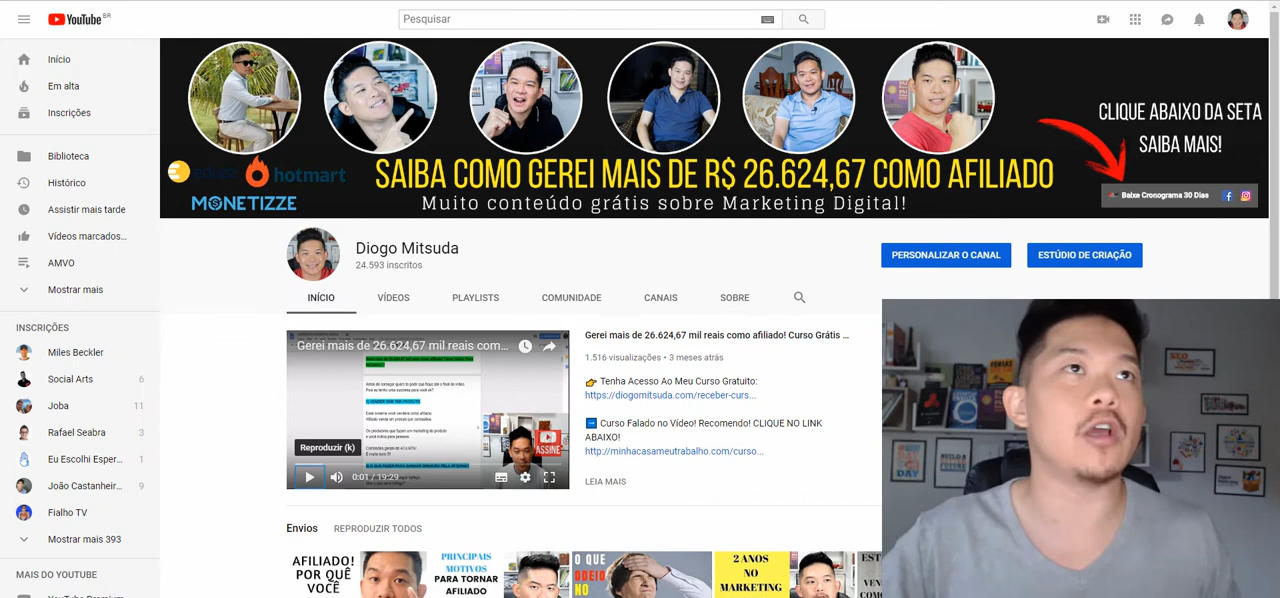 YouTube BR
Pesquisar
Início
Em alta
Inscrições
Biblioteca
Histórico
Assistir mais tarde
Vídeos marcados...
AMVO
Mostrar mais
INSCRIÇÕES
Miles Beckler
Social Arts 6
Joba 11
Rafael Seabra 3
Eu Escolhi Esper... 1
João Castanheir... 9
Fialho TV
Mostrar mais 393
MAIS DO YOUTUBE
YouTube Premium
CLIQUE ABAIXO DA SETA
SAIBA MAIS!
eduzz hotmart
MONETIZZE
SAIBA COMO GEREI MAIS DE R$ 26.624,67 COMO AFILIADO
Muito conteúdo grátis sobre Marketing Digital!
Baixe Cronograma 30 Dias
Diogo Mitsuda
24.593 inscritos
PERSONALIZAR O CANAL
ESTÚDIO DE CRIAÇÃO
INÍCIO VÍDEOS PLAYLISTS COMUNIDADE CANAIS SOBRE
Gerei mais de 26.624,67 mil reais com...
Reproduzir (k)
ASSINE
0:01 / 19:29
Gerei mais de 26.624,67 mil reais como afiliado! Curso Grátis ...
1.516 visualizações • 3 meses atrás
Tenha Acesso Ao Meu Curso Gratuito:
https://diogomitsuda.com/receber-curs...
Curso Falado no Vídeo! Recomendo! CLIQUE NO LINK
ABAIXO!
http://minhacasameutrabalho.com/curso...
LEIA MAIS
Envios REPRODUZIR TODOS
AFILIADO!
POR QUÊ
VOCÊ
PRINCIPAIS
MOTIVOS
PARA TORNAR
AFILIADO
O QUE
ODEIO
NO
2 ANOS
NO
MARKETING
SEO